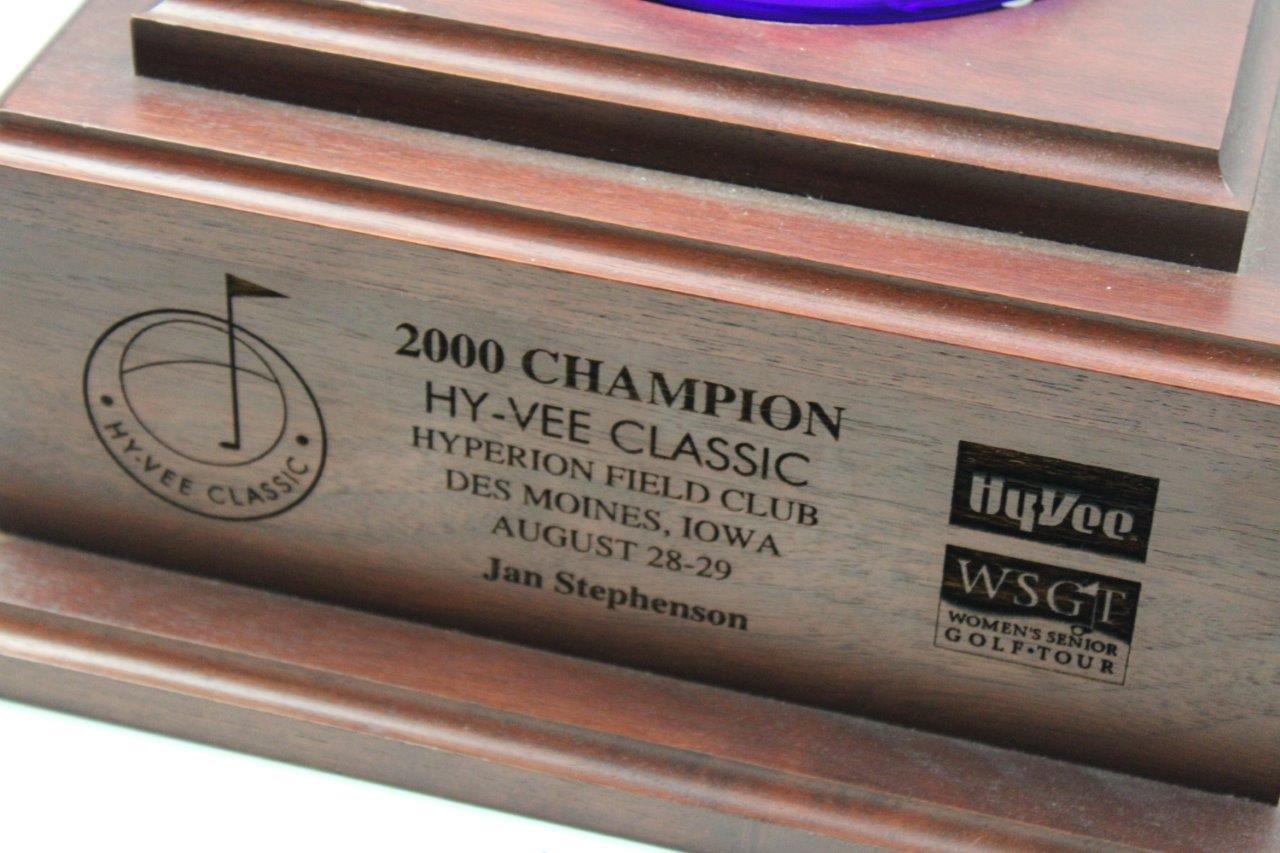 HY-VEE CLASSIC
2000 CHAMPION
HY-VEE CLASSIC
HYPERION FIELD CLUB
DES MOINES, IOWA
AUGUST 28-29
Jan Stephenson
HyVee
WSGT
WOMEN'S SENIOR
GOLF•TOUR